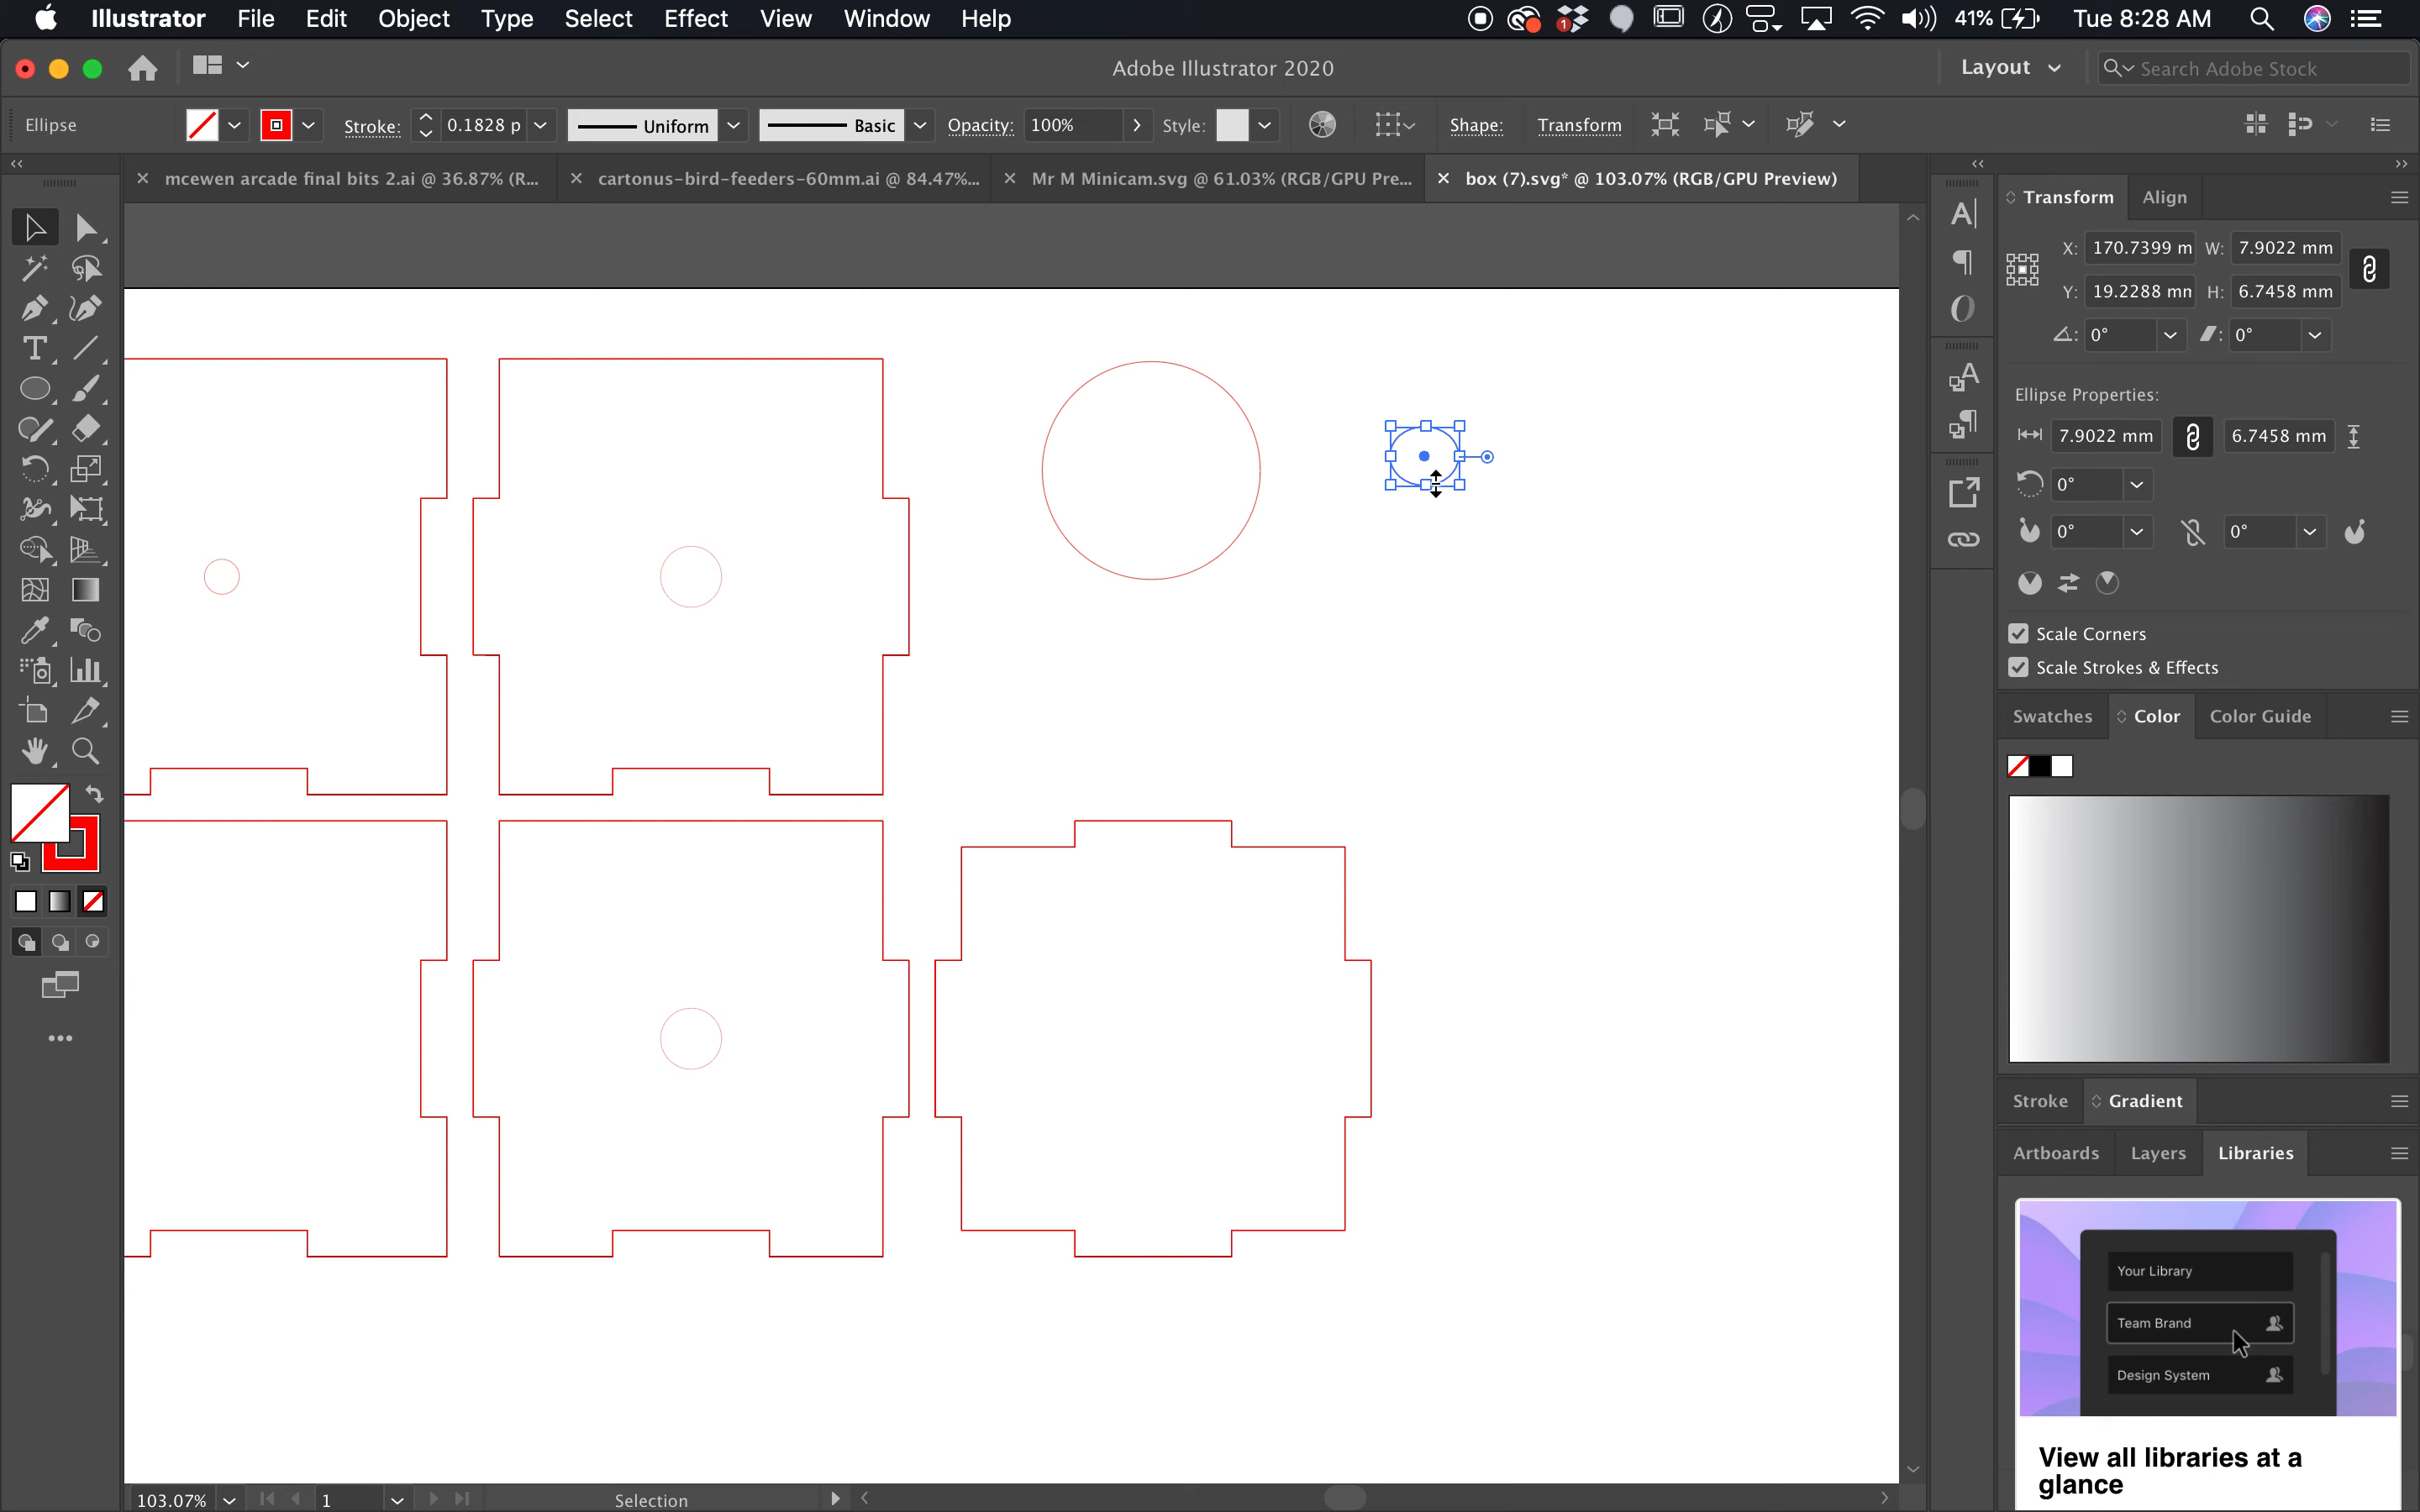 Illustrator File Edit Object Type Select Effect View Window Help 1 41% Tue 8:28 AM
Adobe Illustrator 2020 Layout Search Adobe Stock
Ellipse Stroke: 0.1828 p Uniform Basic Opacity: 100% Style: Shape: Transform
mcewen arcade final bits 2.ai @ 36.87% (R... cartonus-bird-feeders-60mm.ai @ 84.47%... Mr M Minicam.svg @ 61.03% (RGB/GPU Pre... box (7).svg* @ 103.07% (RGB/GPU Preview)
Transform Align
X: 170.7399 m W: 7.9022 mm
Y: 19.2288 mn H: 6.7458 mm
0° 0°
Ellipse Properties:
7.9022 mm 6.7458 mm
0°
0° 0°
Scale Corners
Scale Strokes & Effects
Swatches Color Color Guide
Stroke Gradient
Artboards Layers Libraries
Your Library
Team Brand
Design System
View all libraries at a
glance
103.07% 1 Selection